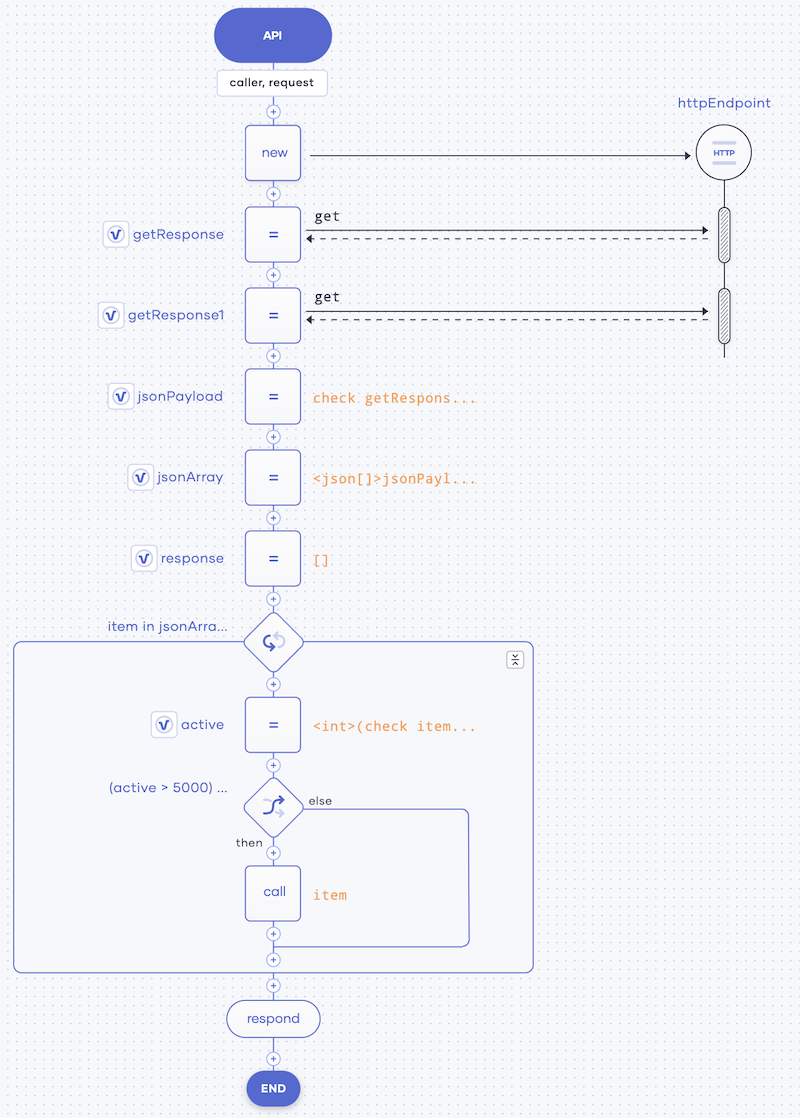 API
caller, request
httpEndpoint
new
HTTP
get
getResponse
=
get
getResponse1
=
jsonPayload
=
check getRespons...
jsonArray
=
<json[]>jsonPayl...
response
=
[]
item in jsonArra...
active
=
<int>(check item...
(active > 5000) ...
else
then
call
item
respond
END